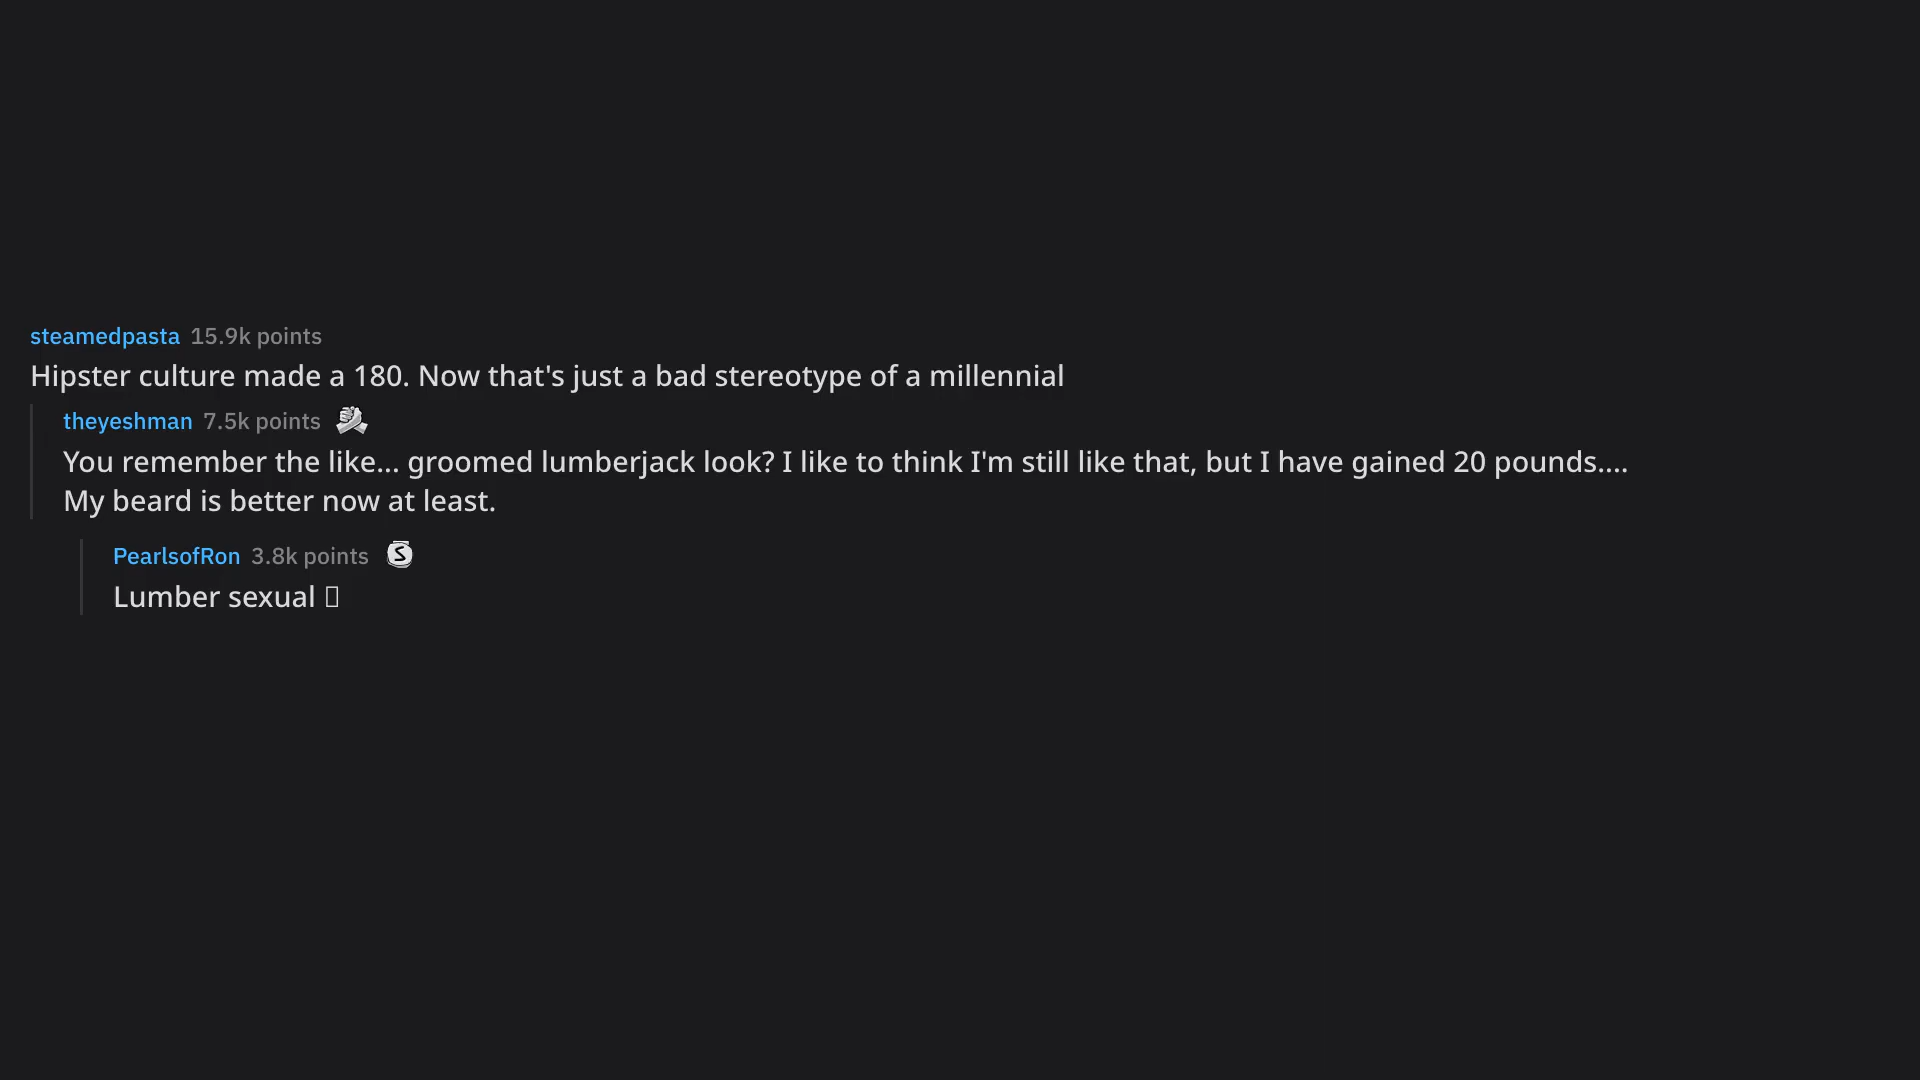 steamedpasta 15.9k points
Hipster culture made a 180. Now that's just a bad stereotype of a millennial
theyeshman 7.5k points
You remember the like... groomed lumberjack look? I like to think I'm still like that, but I have gained 20 pounds....
My beard is better now at least.
PearlsofRon 3.8k points
Lumber sexual